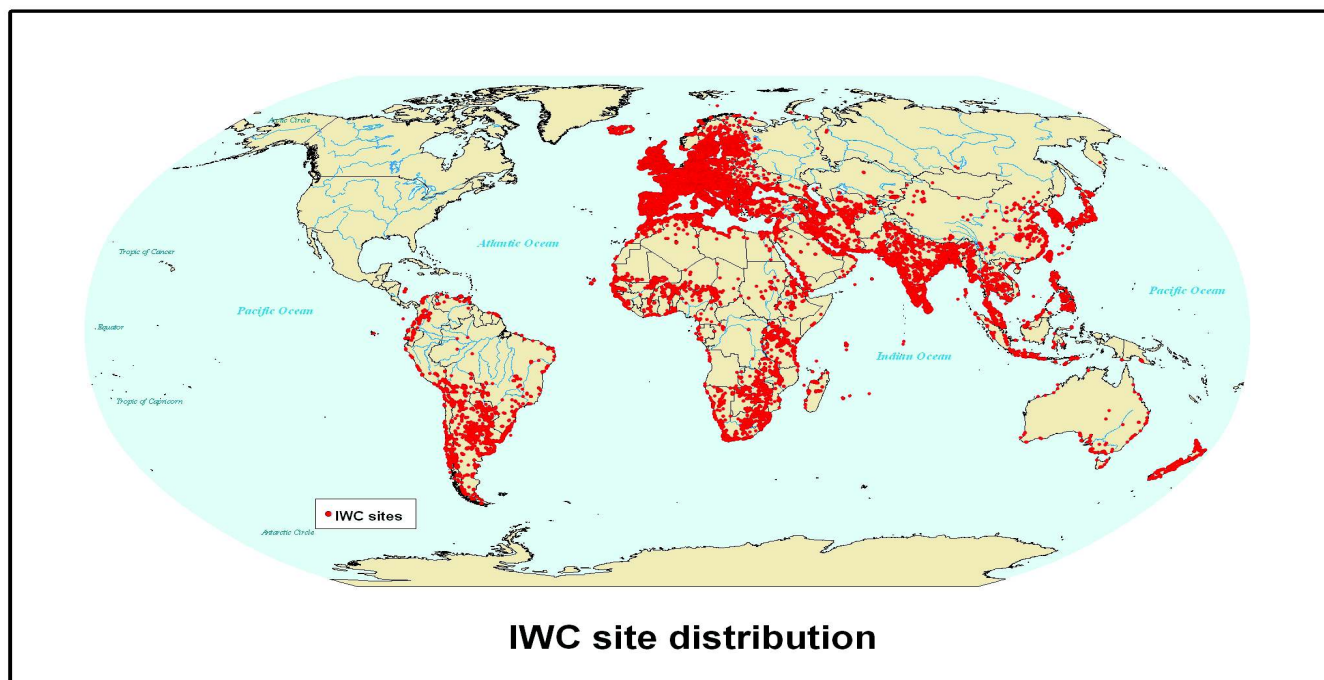 Arctic Circle
Atlantic Ocean
Tropic of Cancer
Pacific Ocean
Pacific Ocean
Equator
Indian Ocean
Tropic of Capricorn
IWC sites
Antarctic Circle
IWC site distribution